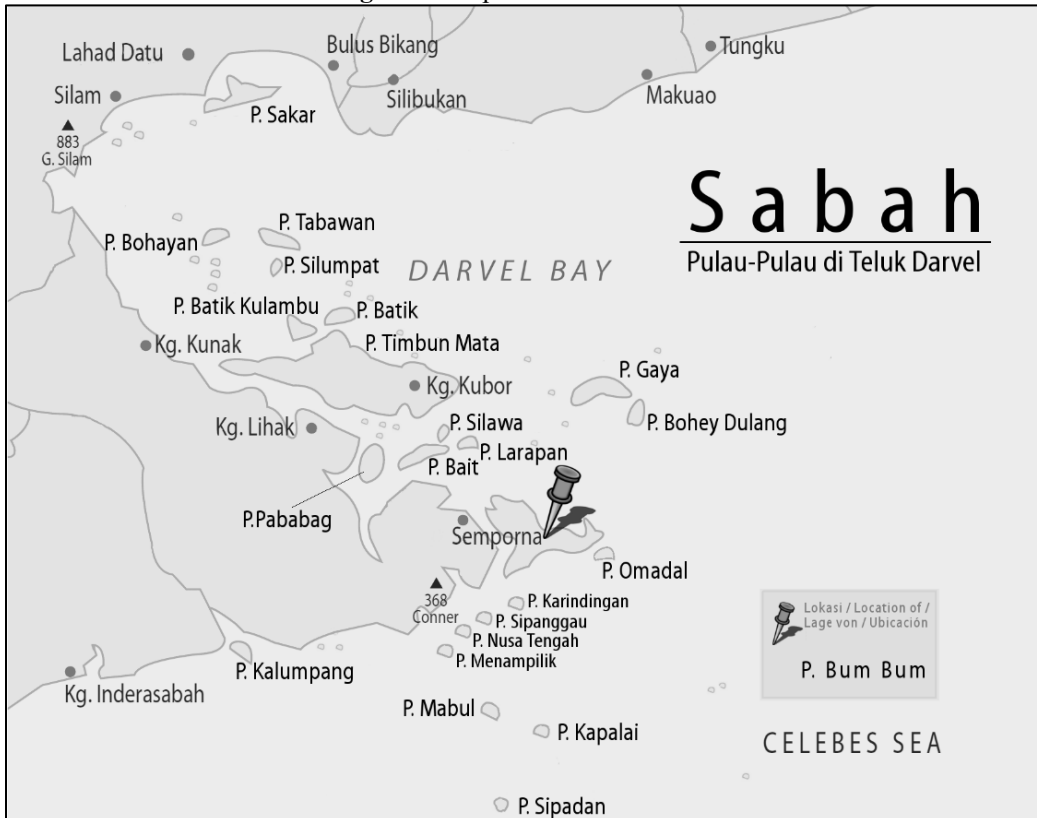 Lahad Datu
Bulus Bikang
Tungku
Silam
Silibukan
Makuao
P. Sakar
883
G. Silam
Sabah
Pulau-Pulau di Teluk Darvel
P. Tabawan
P. Bohayan
P. Silumpat
DARVEL BAY
P. Batik Kulambu
P. Batik
Kg. Kunak
P. Timbun Mata
P. Gaya
Kg. Kubor
P. Bohey Dulang
Kg. Lihak
P. Silawa
P. Larapan
P. Bait
P.Pababag
Semporna
P. Omadal
368
Conner
P. Karindingan
P. Sipanggau
P. Nusa Tengah
P. Menampilik
P. Kalumpang
Kg. Inderasabah
Lokasi / Location of /
Lage von / Ubicación
P. Bum Bum
P. Mabul
P. Kapalai
CELEBES SEA
P. Sipadan